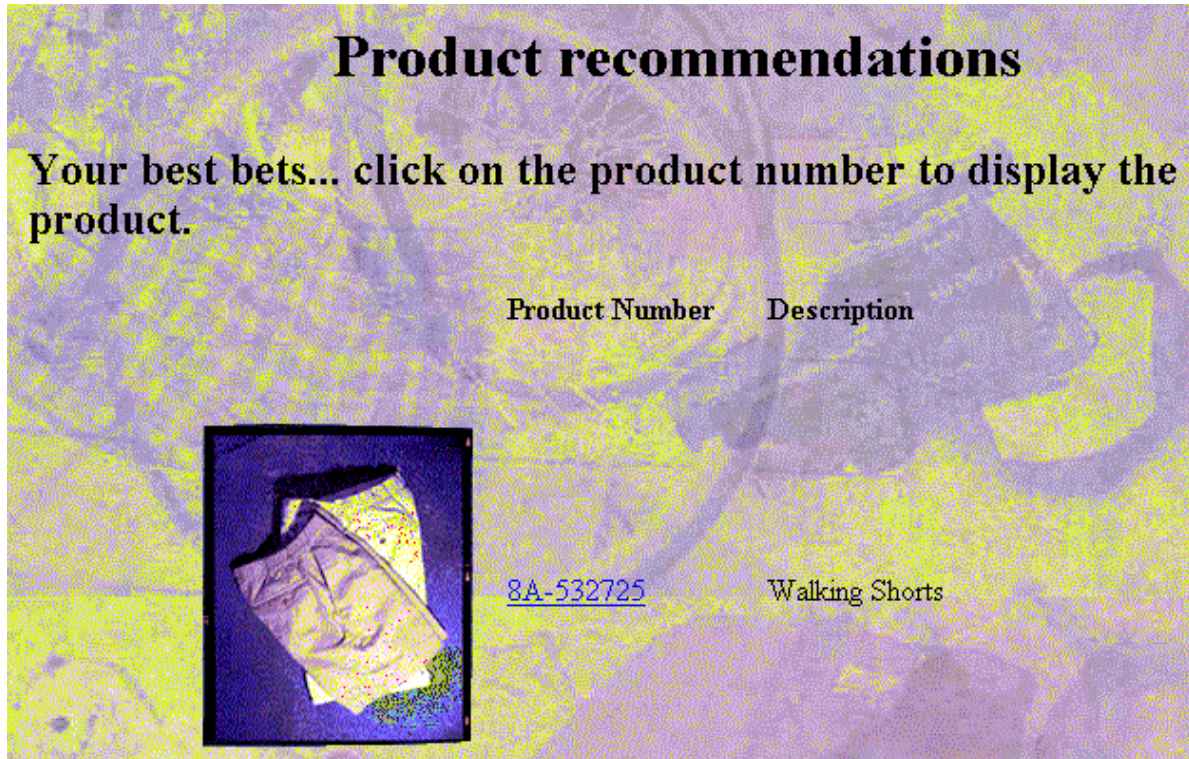 Product recommendations
Your best bets... click on the product number to display the
product.
Product Number Description
8A-532725 Walking Shorts